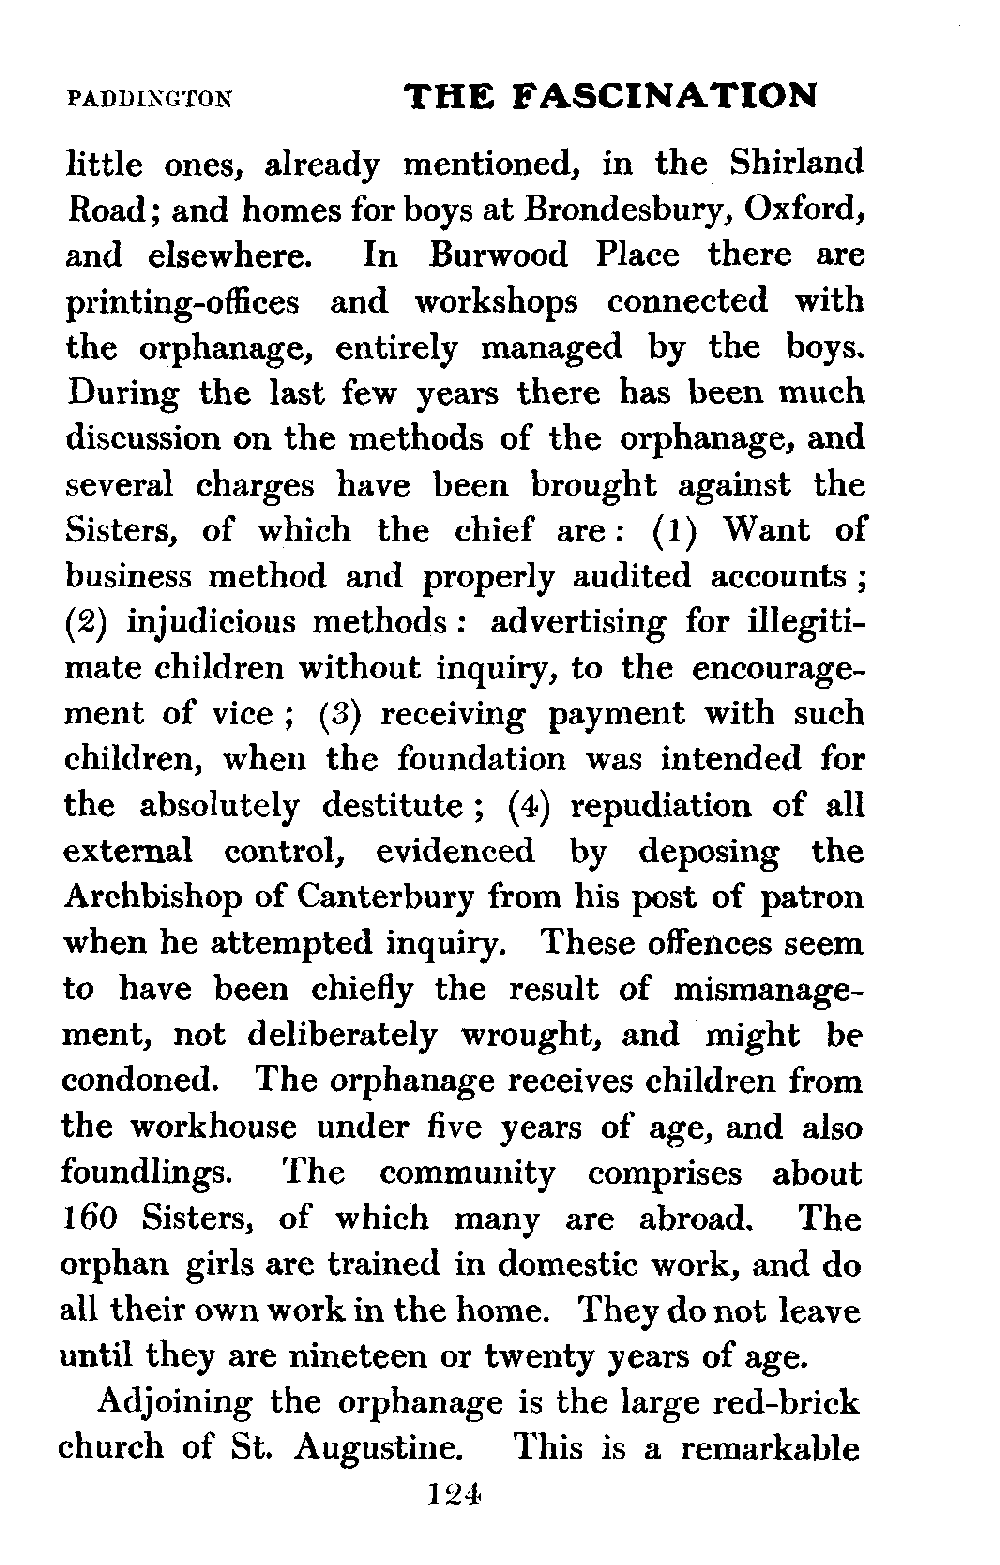 PADDINGTON THE FASCINATION
little ones, already mentioned, in the Shirland
Road; and homes for boys at Brondesbury, Oxford,
and elsewhere. In Burwood Place there are
printing-offices and workshops connected with
the orphanage, entirely managed by the boys.
During the last few years there has been much
discussion on the methods of the orphanage, and
several charges have been brought against the
Sisters, of which the chief are: (1) Want of
business method and properly audited accounts;
(2) injudicious methods: advertising for illegiti-
mate children without inquiry, to the encourage-
ment of vice; (3) receiving payment with such
children, when the foundation was intended for
the absolutely destitute; (4) repudiation of all
external control, evidenced by deposing the
Archbishop of Canterbury from his post of patron
when he attempted inquiry. These offences seem
to have been chiefly the result of mismanage-
ment, not deliberately wrought, and might be
condoned. The orphanage receives children from
the workhouse under five years of age, and also
foundlings. The community comprises about
160 Sisters, of which many are abroad. The
orphan girls are trained in domestic work, and do
all their own work in the home. They do not leave
until they are nineteen or twenty years of age.
Adjoining the orphanage is the large red-brick
church of St. Augustine. This is a remarkable
124